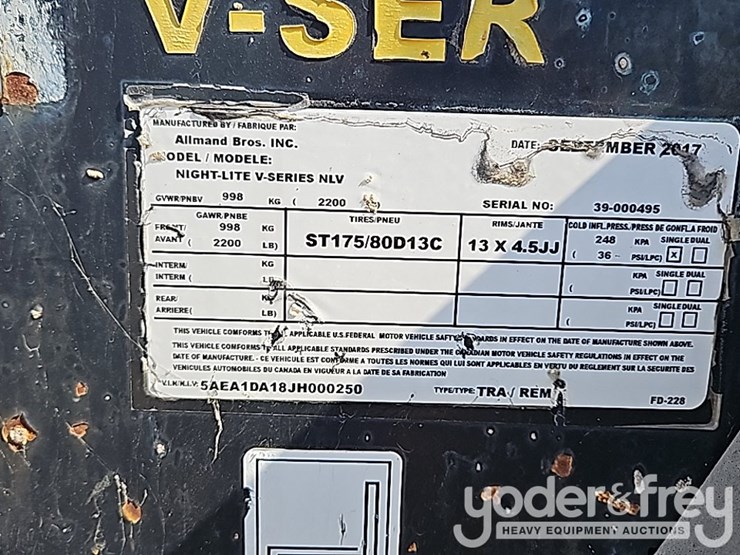 V-SER
MANUFACTURED BY / FABRIQUE PAR:
Allmand Bros. INC.
DATE: SEPTEMBER 2017
MODEL / MODELE:
NIGHT-LITE V-SERIES NLV
GVWR/PNBV 998 KG ( 2200
SERIAL NO: 39-000495
GAWR/PNBE TIRES/PNEU RIMS/JANTE COLD INFL.PRESS/PRESS DE GONFL.A FROID
FRONT/ 998 KG 248 KPA SINGLE DUAL
AVANT ( 2200 LB) ST175/80D13C 13 X 4.5JJ ( 36 PSI/LPC) X
INTERM/ KG KPA SINGLE DUAL
INTERM ( LB) ( PSI/LPC)
REAR/ KG KPA SINGLE DUAL
ARRIERE ( LB) ( PSI/LPC)
THIS VEHICLE COMFORMS TO ALL APPLICABLE U.S.FEDERAL MOTOR VEHICLE SAFETY STANDARDS IN EFFECT ON THE DATE OF MANUFACTURE SHOWN ABOVE.
THIS VEHICLE COMFORMS TO ALL APPLICABLE STANDARDS PRESCRIBED UNDER THE CANADIAN MOTOR VEHICLE SAFETY REGULATIONS IN EFFECT ON THE
DATE OF MANUFACTURE. - CE VEHICULE EST CONFORME A TOUTES LES NORMES QUI LUI SONT APPLICABLES EN VERTU DU REGLEMENT SUR LA SECURITE DES
VEHICULES AUTOMOBILES DU CANADA EN VIGUEUR A LA DATE DE SA FABRICATION
V.I.N./N.I.V: 5AEA1DA18JH000250 TYPE/TYPE: TRA / REM
FD-228
yoder&frey
HEAVY EQUIPMENT AUCTIONS